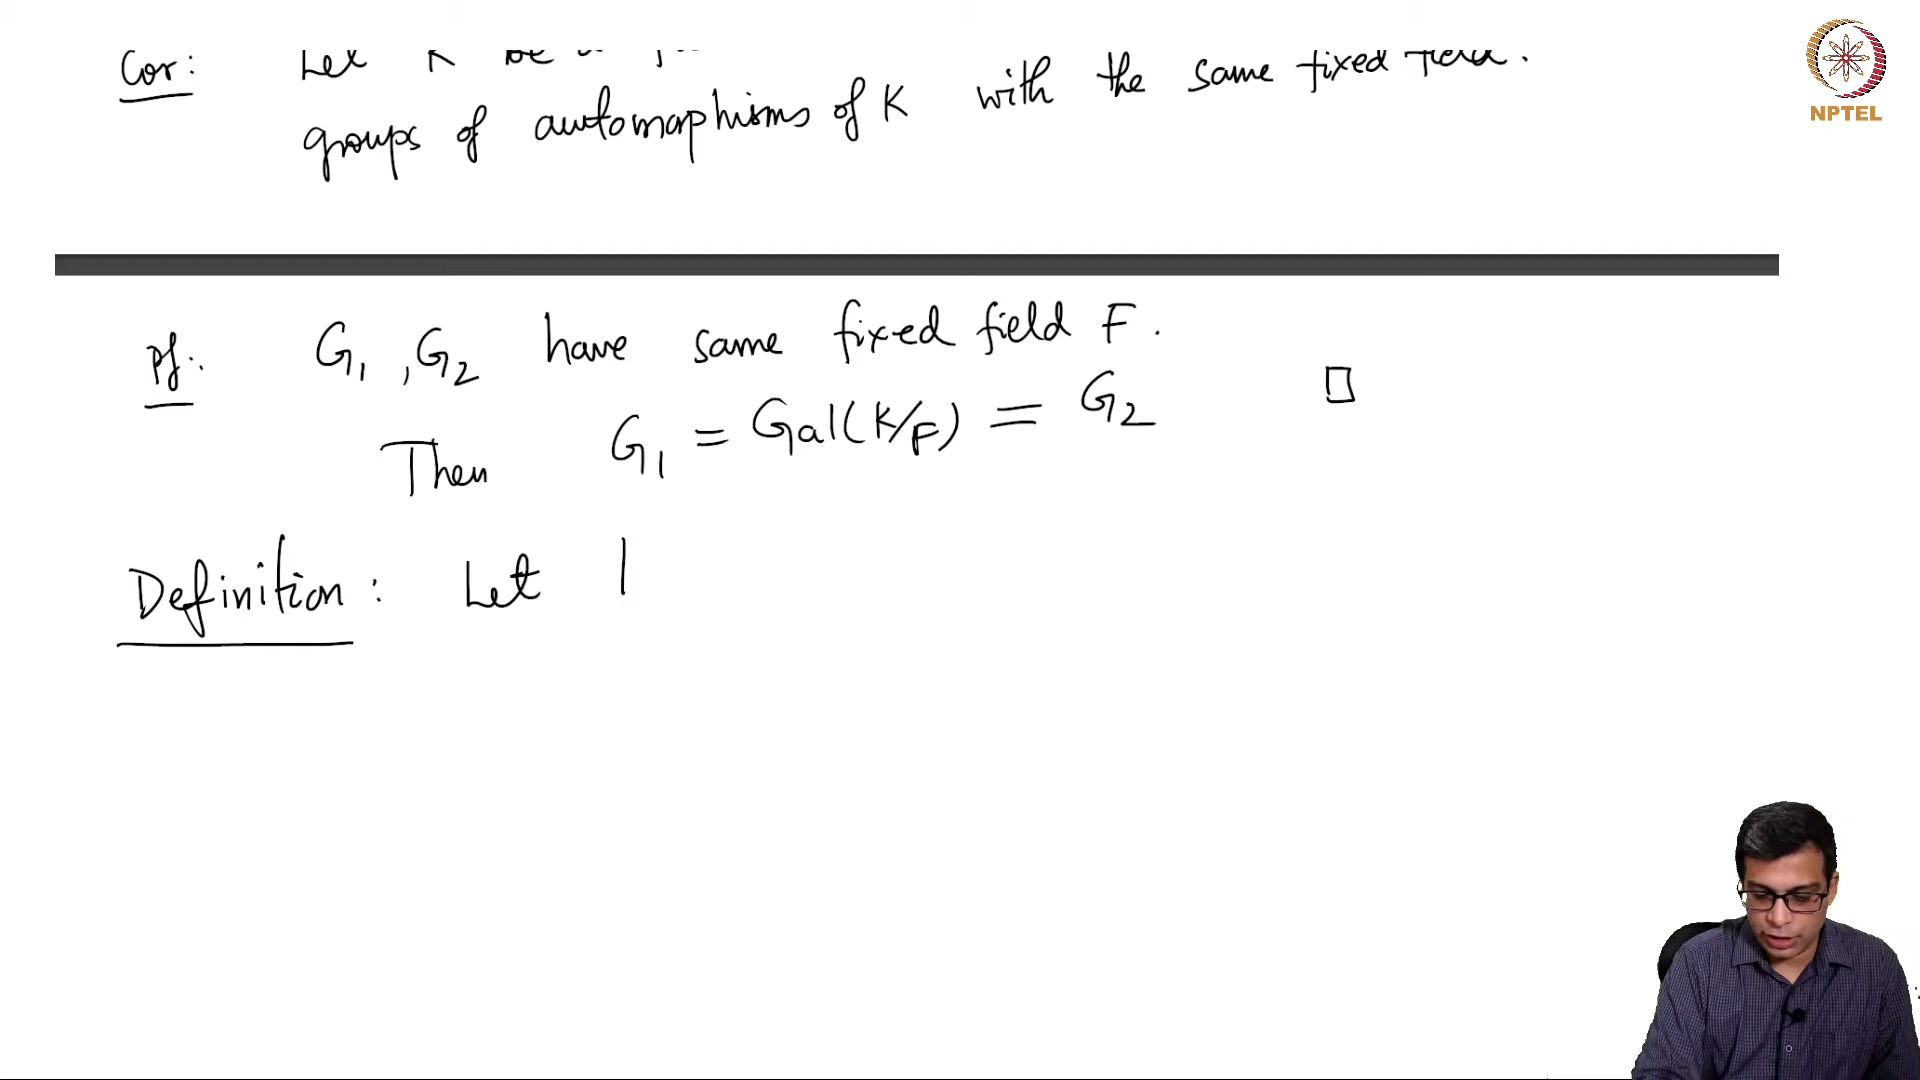 Cor: Let K be a
groups of automorphisms of K with the same fixed field.
NPTEL
Pf: G1, G2 have same fixed field F.
Then G1 = Gal(K/F) = G2 □
Definition: Let